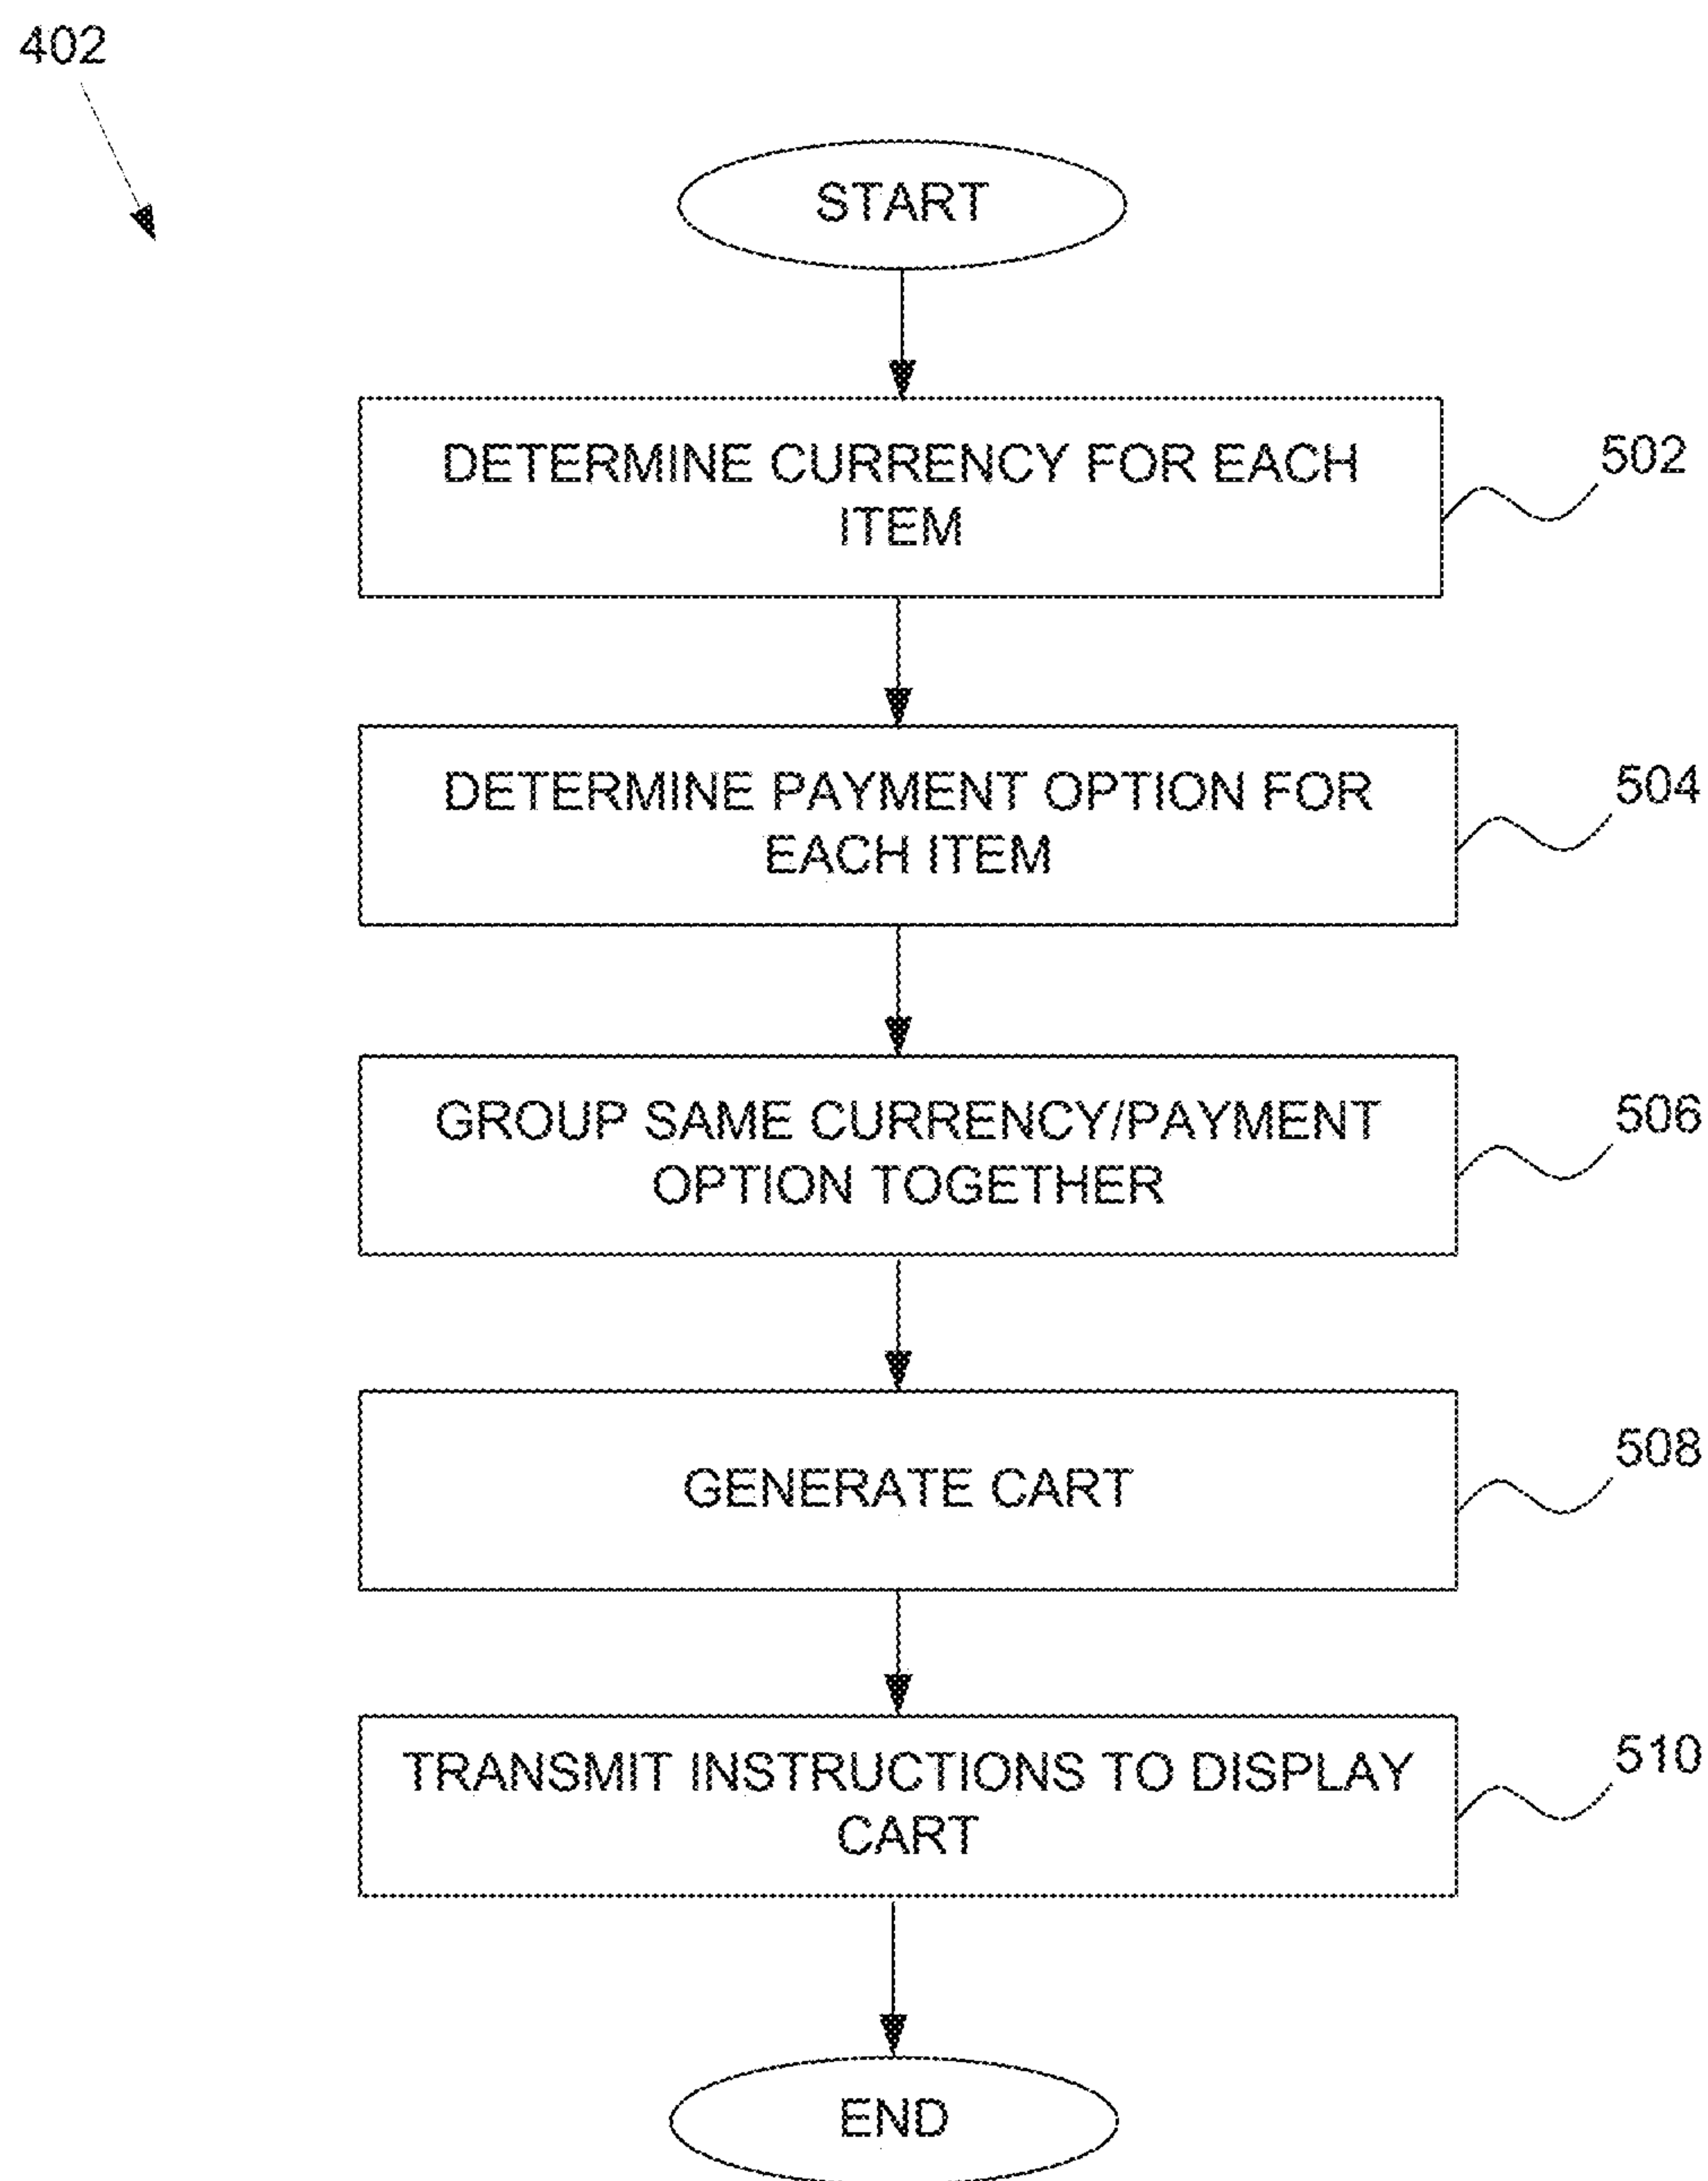 402
START
DETERMINE CURRENCY FOR EACH
ITEM
502
DETERMINE PAYMENT OPTION FOR
EACH ITEM
504
GROUP SAME CURRENCY/PAYMENT
OPTION TOGETHER
506
GENERATE CART
508
TRANSMIT INSTRUCTIONS TO DISPLAY
CART
510
END